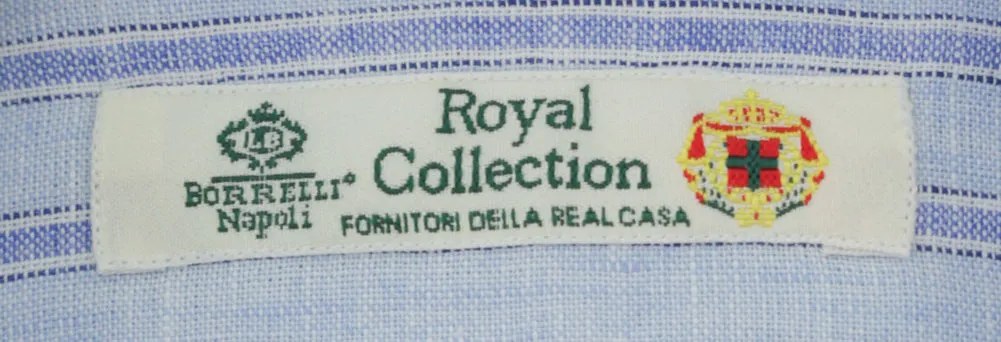 LB
BORRELLI
Napoli
Royal
Collection
FORNITORI DELLA REAL CASA